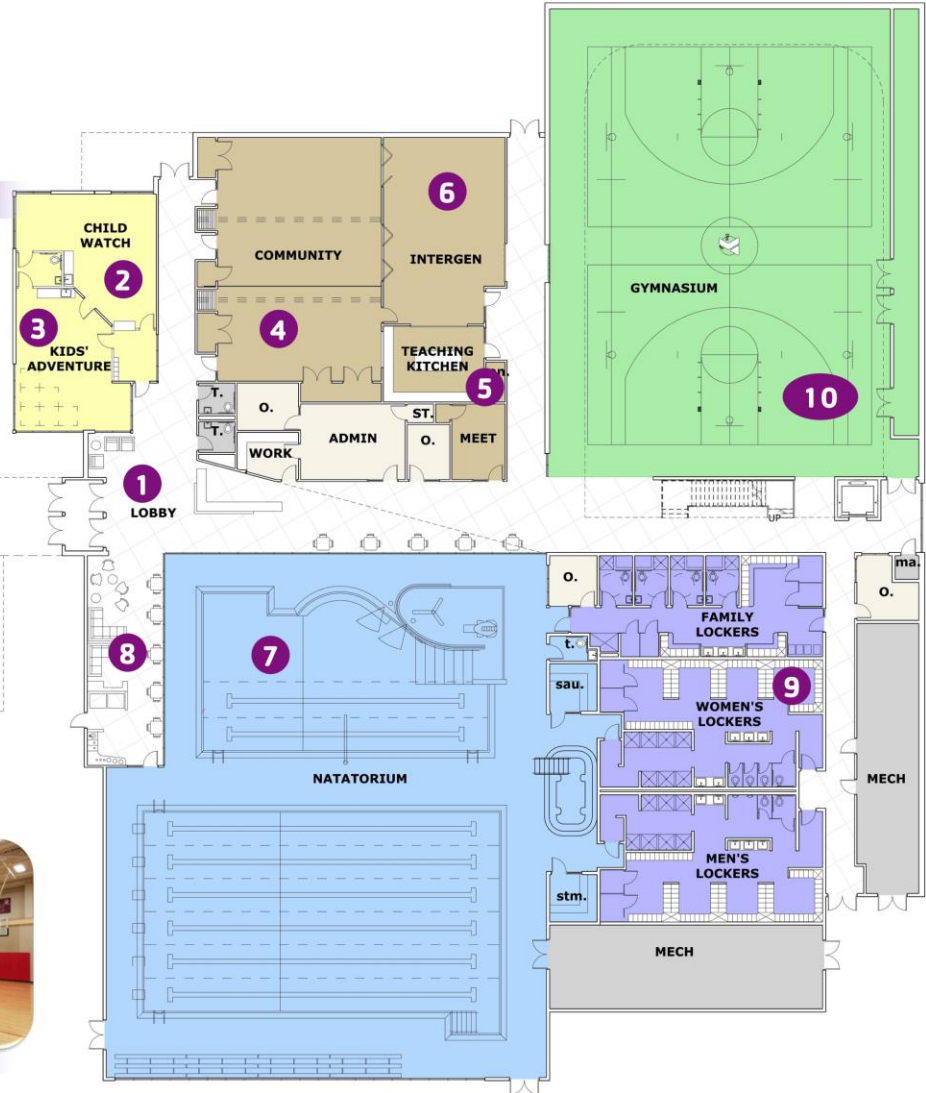 CHILD
WATCH
2
3
KIDS'
ADVENTURE
COMMUNITY
4
6
INTERGEN
TEACHING
KITCHEN
5
T.
T.
O.
WORK
ADMIN
ST.
O.
MEET
GYMNASIUM
10
1
LOBBY
UP
ma.
O.
O.
FAMILY
LOCKERS
8
7
t.
sau.
9
WOMEN'S
LOCKERS
NATATORIUM
MECH
MEN'S
LOCKERS
stm.
MECH